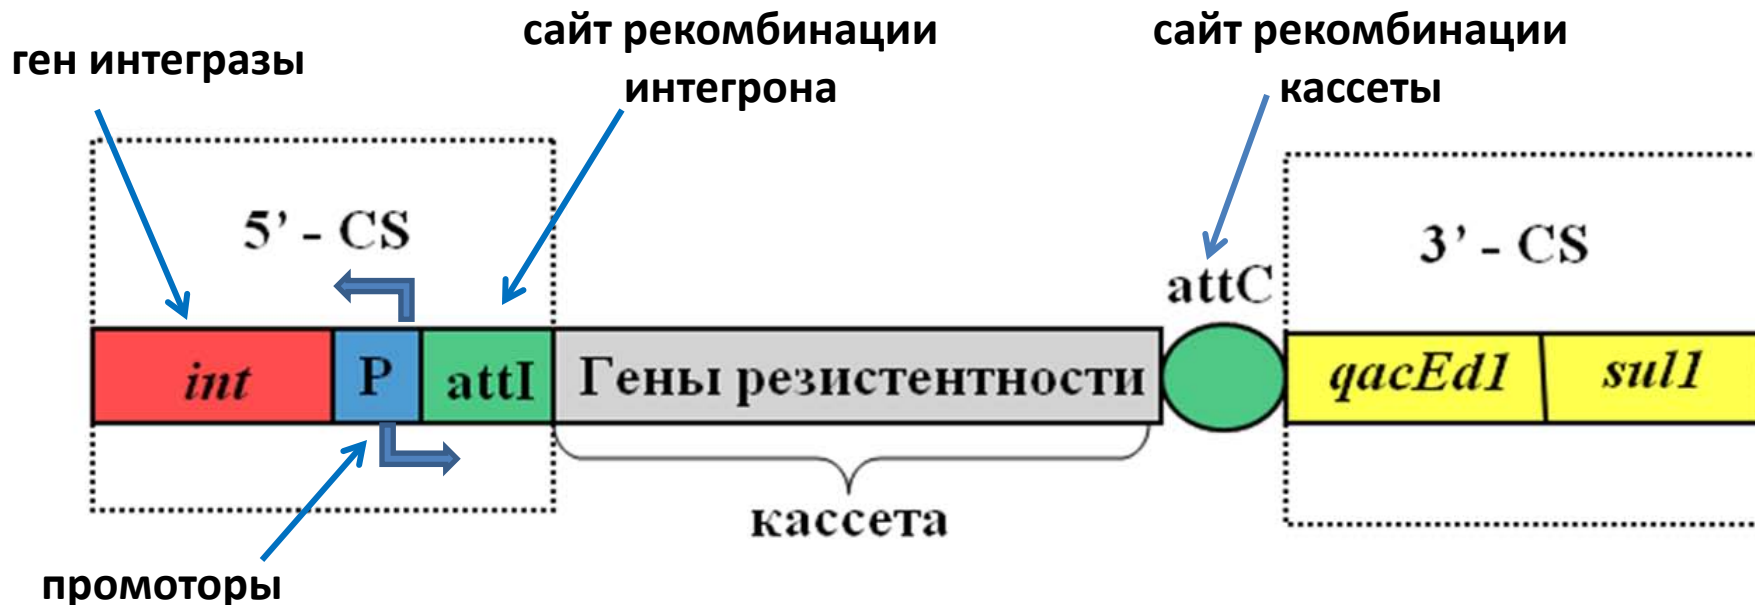 ген интегразы
сайт рекомбинации
интегрона
сайт рекомбинации
кассеты
5’ - CS
3’ - CS
attC
int
P
attI
Гены резистентности
qacEd1
sul1
кассета
промоторы